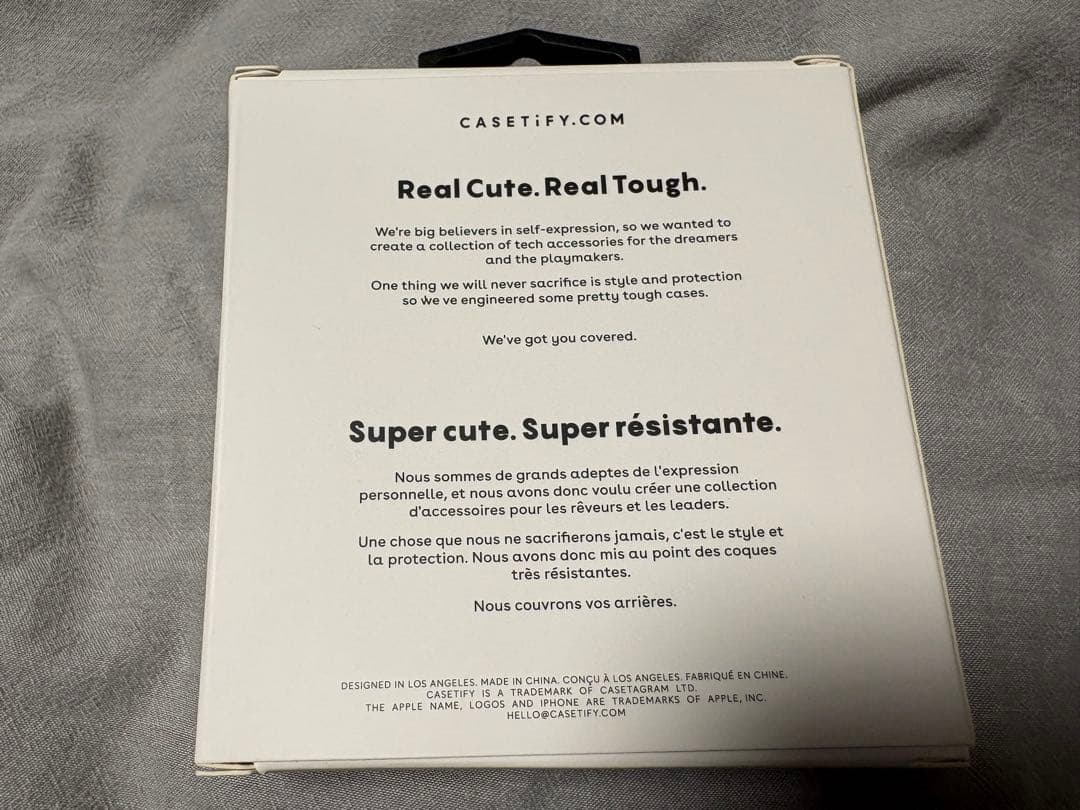 CASETiFY.COM
Real Cute. Real Tough.
We're big believers in self-expression, so we wanted to
create a collection of tech accessories for the dreamers
and the playmakers.
One thing we will never sacrifice is style and protection
so we ve engineered some pretty tough cases.
We've got you covered.
Super cute. Super résistante.
Nous sommes de grands adeptes de l'expression
personnelle, et nous avons donc voulu créer une collection
d'accessoires pour les rêveurs et les leaders.
Une chose que nous ne sacrifierons jamais, c'est le style et
la protection. Nous avons donc mis au point des coques
très résistantes.
Nous couvrons vos arrières.
DESIGNED IN LOS ANGELES. MADE IN CHINA. CONÇU À LOS ANGELES. FABRIQUÉ EN CHINE.
CASETIFY IS A TRADEMARK OF CASETAGRAM LTD.
THE APPLE NAME, LOGOS AND IPHONE ARE TRADEMARKS OF APPLE, INC.
HELLO@CASETIFY.COM